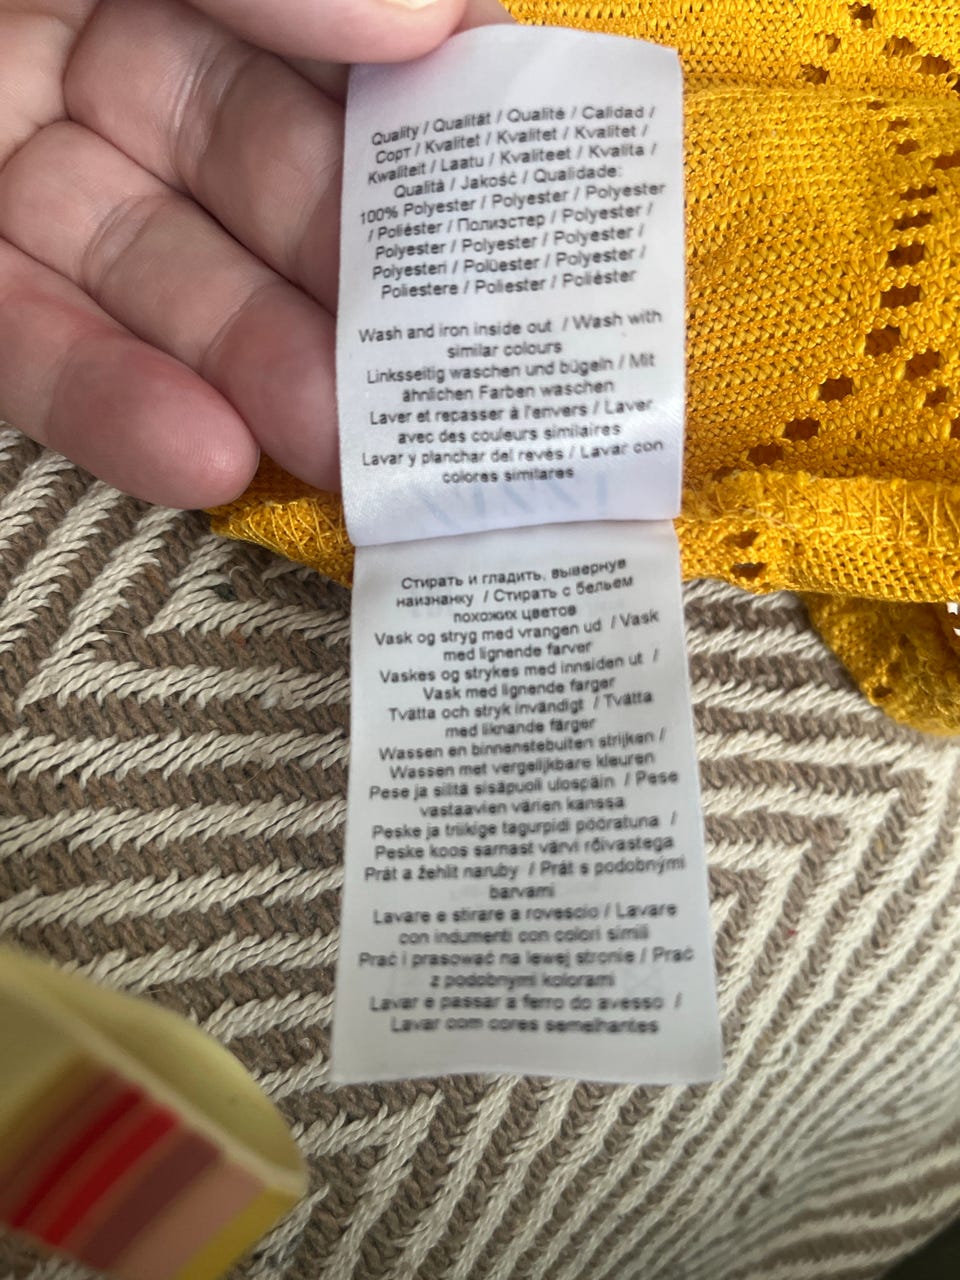 Quality / Qualität / Qualité / Calidad /
Сорт / Kvalitet / Kvalitet / Kvalitet /
Kwaliteit / Laatu / Kvaliteet / Kvalita /
Qualità / Jakość / Qualidade:
100% Polyester / Polyester / Polyester
/ Poliéster / Полиэстер / Polyester /
Polyester / Polyester / Polyester /
Polyesteri / Polüester / Polyester /
Poliestere / Poliester / Poliéster
Wash and iron inside out / Wash with
similar colours
Linksseitig waschen und bügeln / Mit
ähnlichen Farben waschen
Laver et repasser à l'envers / Laver
avec des couleurs similaires
Lavar y planchar del revés / Lavar con
colores similares
Стирать и гладить, вывернув
наизнанку / Стирать с бельем
похожих цветов
Vask og stryg med vrangen ud / Vask
med lignende farver
Vaskes og strykes med innsiden ut /
Vask med lignende farger
Tvätta och stryk invändigt / Tvätta
med liknande färger
Wassen en binnenstebuiten strijken /
Wassen met vergelijkbare kleuren
Pese ja silitä sisäpuoli ulospäin / Pese
vastaavien värien kanssa
Peske ja triikige tagurpidi pööratuna /
Peske koos sarnast värvi rõivastega
Prát a žehlit naruby / Prát s podobnými
barvami
Lavare e stirare a rovescio / Lavare
con indumenti con colori simili
Prać i prasować na lewej stronie / Prać
z podobnymi kolorami
Lavar e passar a ferro do avesso /
Lavar com cores semelhantes